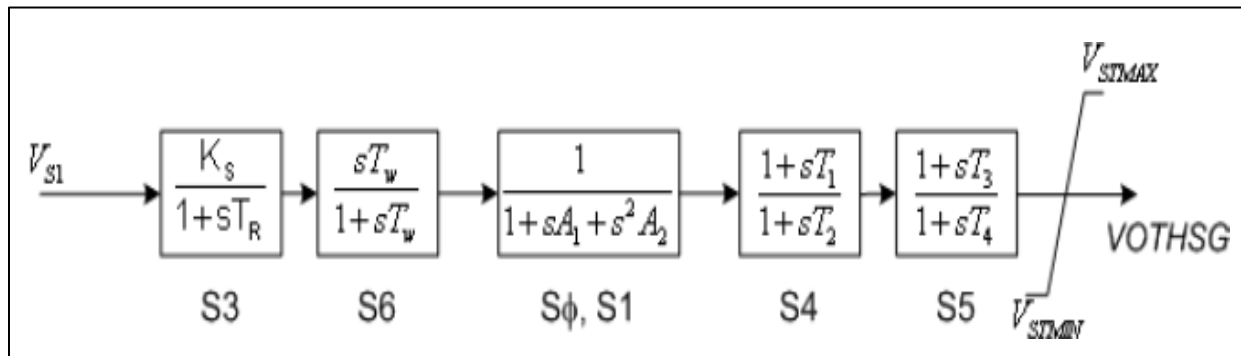 V_STMAX
V_S1
K_S / 1+sT_R
sT_w / 1+sT_w
1 / 1+sA_1+s^2A_2
1+sT_1 / 1+sT_2
1+sT_3 / 1+sT_4
VOTHSG
S3
S6
Sϕ, S1
S4
S5
V_STMIN